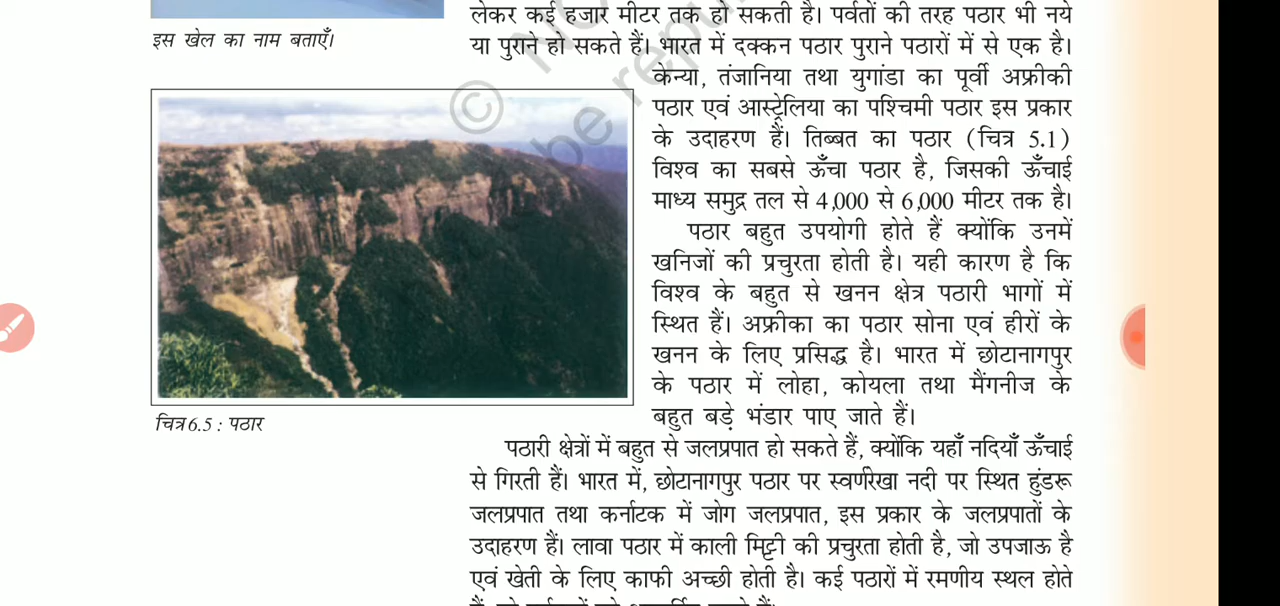 लेकर कई हजार मीटर तक हो सकती है। पर्वतों की तरह पठार भी नये
या पुराने हो सकते हैं। भारत में दक्कन पठार पुराने पठारों में से एक है।
केन्या, तंजानिया तथा युगांडा का पूर्वी अफ्रीकी
पठार एवं आस्ट्रेलिया का पश्चिमी पठार इस प्रकार
के उदाहरण हैं। तिब्बत का पठार (चित्र 5.1)
विश्व का सबसे ऊँचा पठार है, जिसकी ऊँचाई
माध्य समुद्र तल से 4,000 से 6,000 मीटर तक है।
पठार बहुत उपयोगी होते हैं क्योंकि उनमें
खनिजों की प्रचुरता होती है। यही कारण है कि
विश्व के बहुत से खनन क्षेत्र पठारी भागों में
स्थित हैं। अफ्रीका का पठार सोना एवं हीरों के
खनन के लिए प्रसिद्ध है। भारत में छोटानागपुर
के पठार में लोहा, कोयला तथा मैंगनीज के
बहुत बड़े भंडार पाए जाते हैं।
पठारी क्षेत्रों में बहुत से जलप्रपात हो सकते हैं, क्योंकि यहाँ नदियाँ ऊँचाई
से गिरती हैं। भारत में, छोटानागपुर पठार पर स्वर्णरेखा नदी पर स्थित हुंडरू
जलप्रपात तथा कर्नाटक में जोग जलप्रपात, इस प्रकार के जलप्रपातों के
उदाहरण हैं। लावा पठार में काली मिट्टी की प्रचुरता होती है, जो उपजाऊ है
एवं खेती के लिए काफी अच्छी होती है। कई पठारों में रमणीय स्थल होते
इस खेल का नाम बताएँ।
चित्र 6.5 : पठार
© NC
be repu